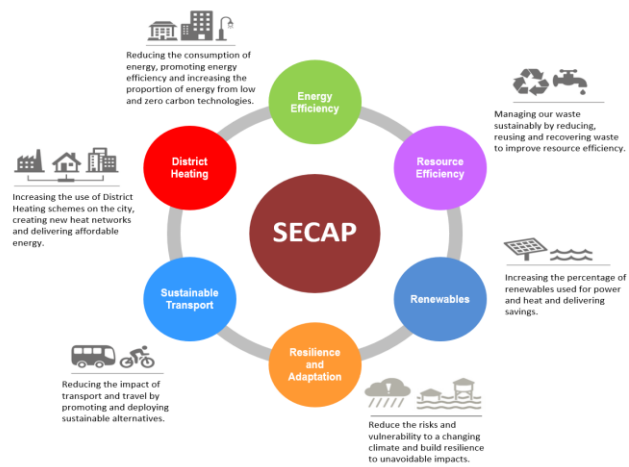 Reducing the consumption of
energy, promoting energy
efficiency and increasing the
proportion of energy from low
and zero carbon technologies.
Energy
Efficiency
Managing our waste
sustainably by reducing,
reusing and recovering waste
to improve resource efficiency.
District
Heating
Resource
Efficiency
Increasing the use of District
Heating schemes on the city,
creating new heat networks
and delivering affordable
energy.
SECAP
Sustainable
Transport
Renewables
Increasing the percentage of
renewables used for power
and heat and delivering
savings.
Resilience
and
Adaptation
Reducing the impact of
transport and travel by
promoting and deploying
sustainable alternatives.
Reduce the risks and
vulnerability to a changing
climate and build resilience
to unavoidable impacts.